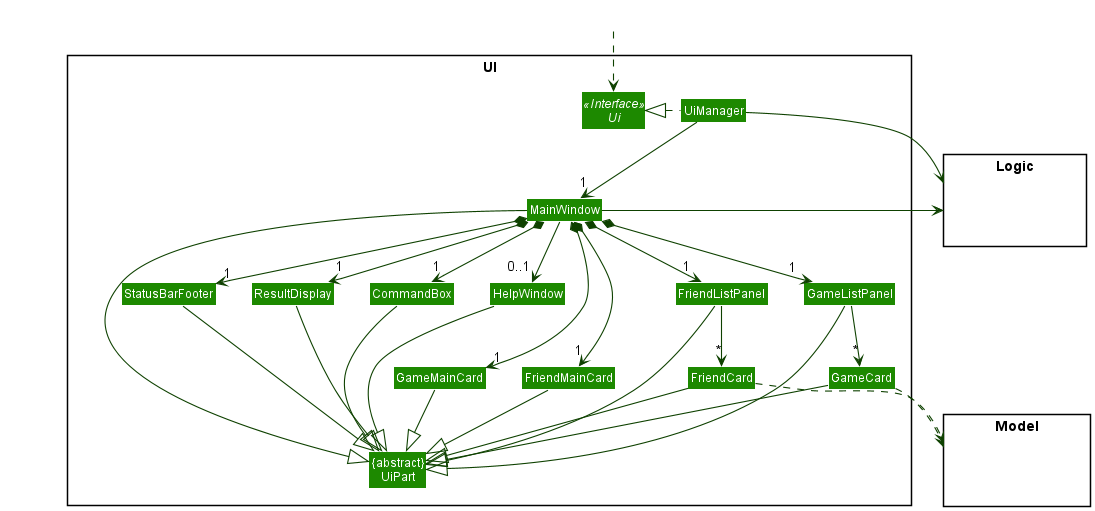 UI
«Interface»
Ui
UiManager
Logic
1
MainWindow
1
1
1
0..1
1
1
StatusBarFooter
ResultDisplay
CommandBox
HelpWindow
FriendListPanel
GameListPanel
1
1
*
*
GameMainCard
FriendMainCard
FriendCard
GameCard
Model
{abstract}
UiPart